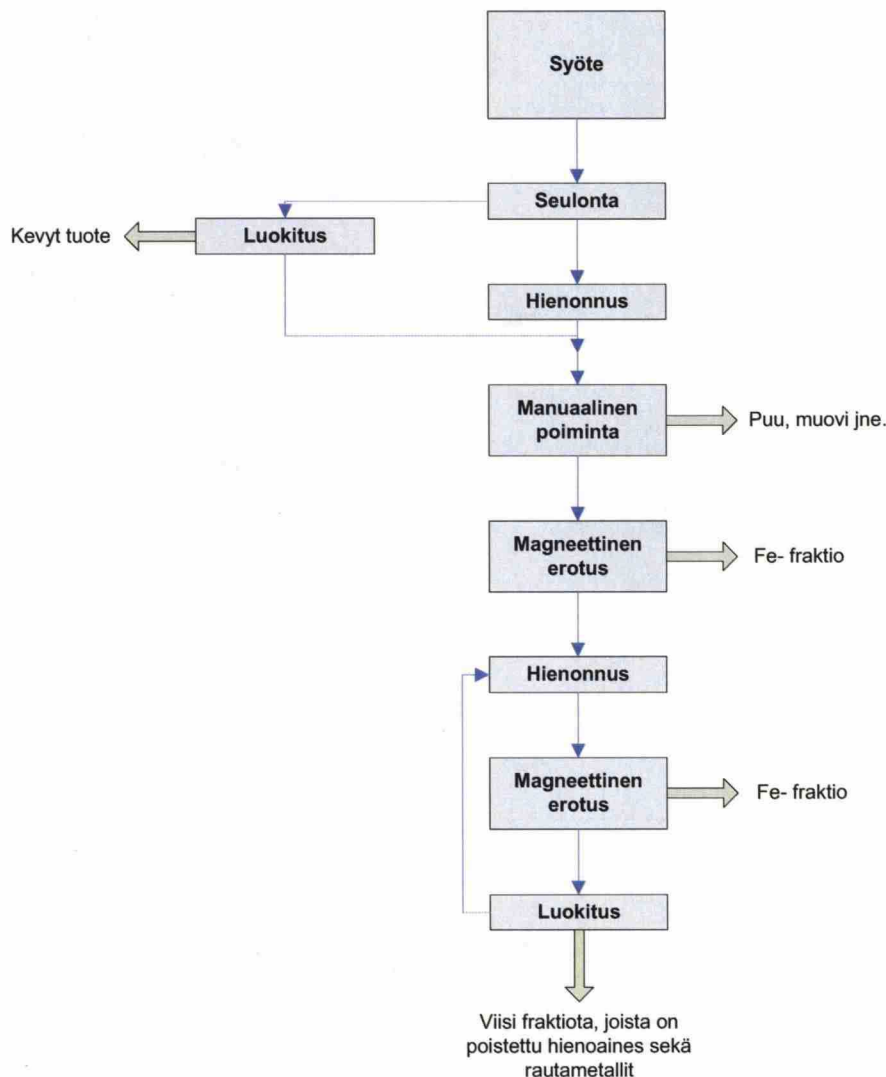 Syöte
Seulonta
Kevyt tuote
Luokitus
Hienonnus
Manuaalinen
poiminta
Puu, muovi jne.
Magneettinen
erotus
Fe- fraktio
Hienonnus
Magneettinen
erotus
Fe- fraktio
Luokitus
Viisi fraktiota, joista on
poistettu hienoaines sekä
rautametallit